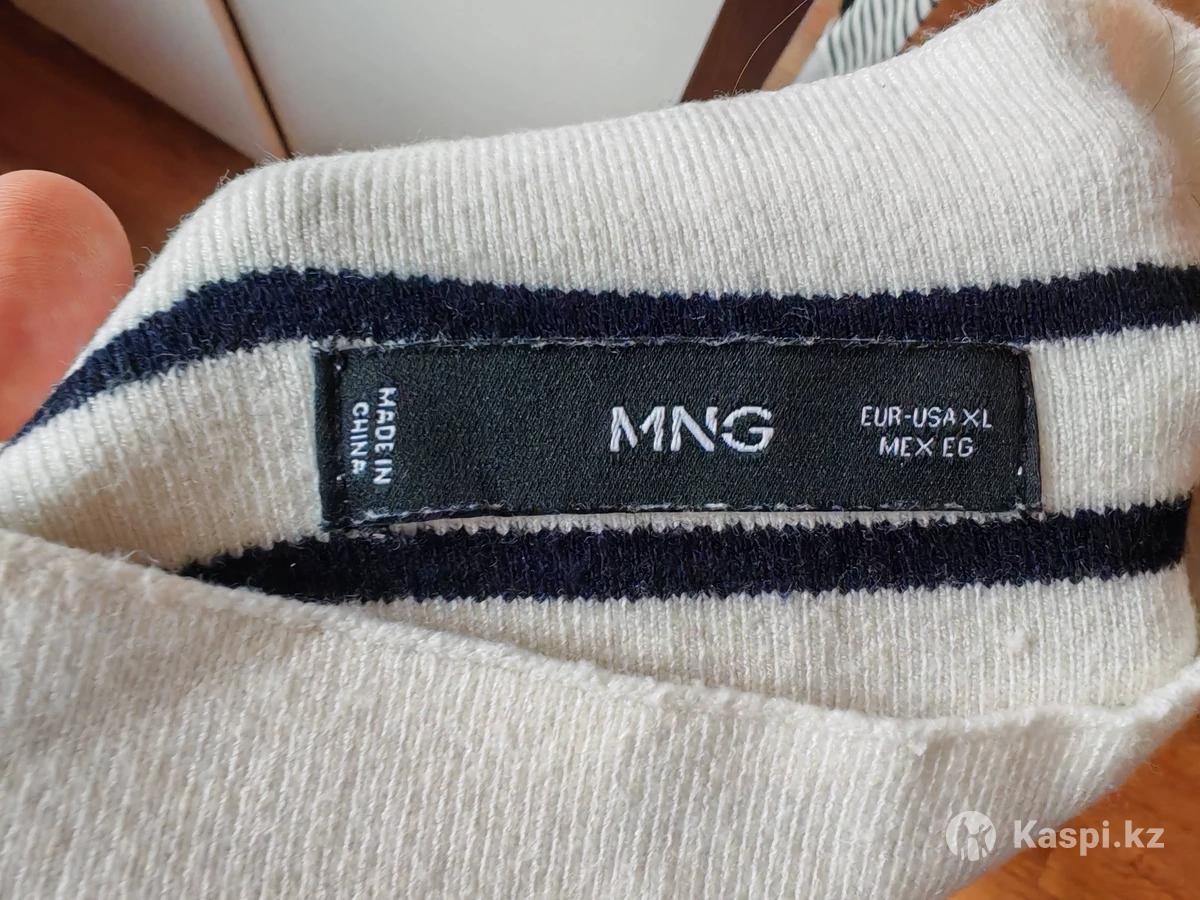 MADE IN
CHINA
MNG
EUR-USA XL
MEX EG
Kaspi.kz